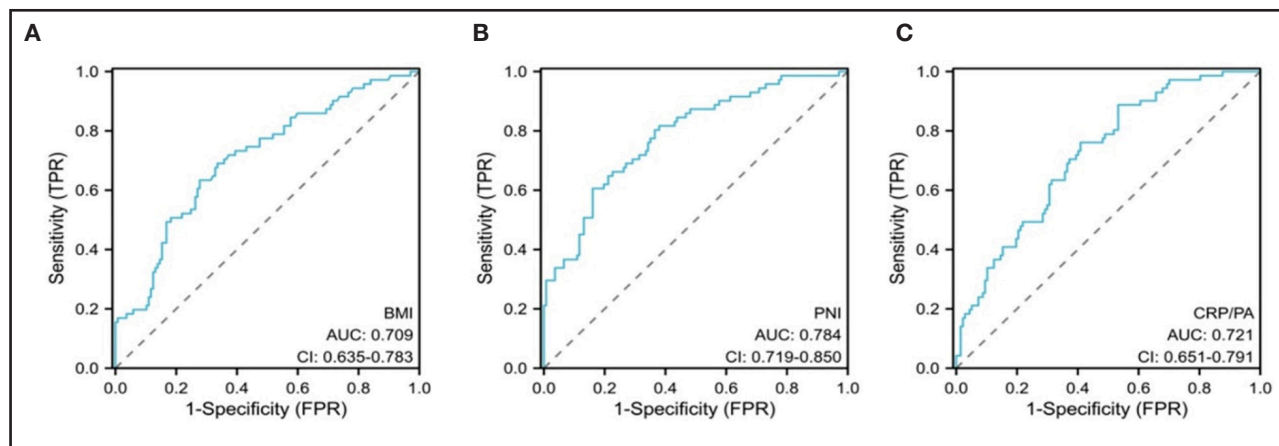 A
1.0
0.8
0.6
0.4
0.2
0.0
Sensitivity (TPR)
BMI
AUC: 0.709
CI: 0.635-0.783
0.0 0.2 0.4 0.6 0.8 1.0
1-Specificity (FPR)
B
1.0
0.8
0.6
0.4
0.2
0.0
Sensitivity (TPR)
PNI
AUC: 0.784
CI: 0.719-0.850
0.0 0.2 0.4 0.6 0.8 1.0
1-Specificity (FPR)
C
1.0
0.8
0.6
0.4
0.2
0.0
Sensitivity (TPR)
CRP/PA
AUC: 0.721
CI: 0.651-0.791
0.0 0.2 0.4 0.6 0.8 1.0
1-Specificity (FPR)